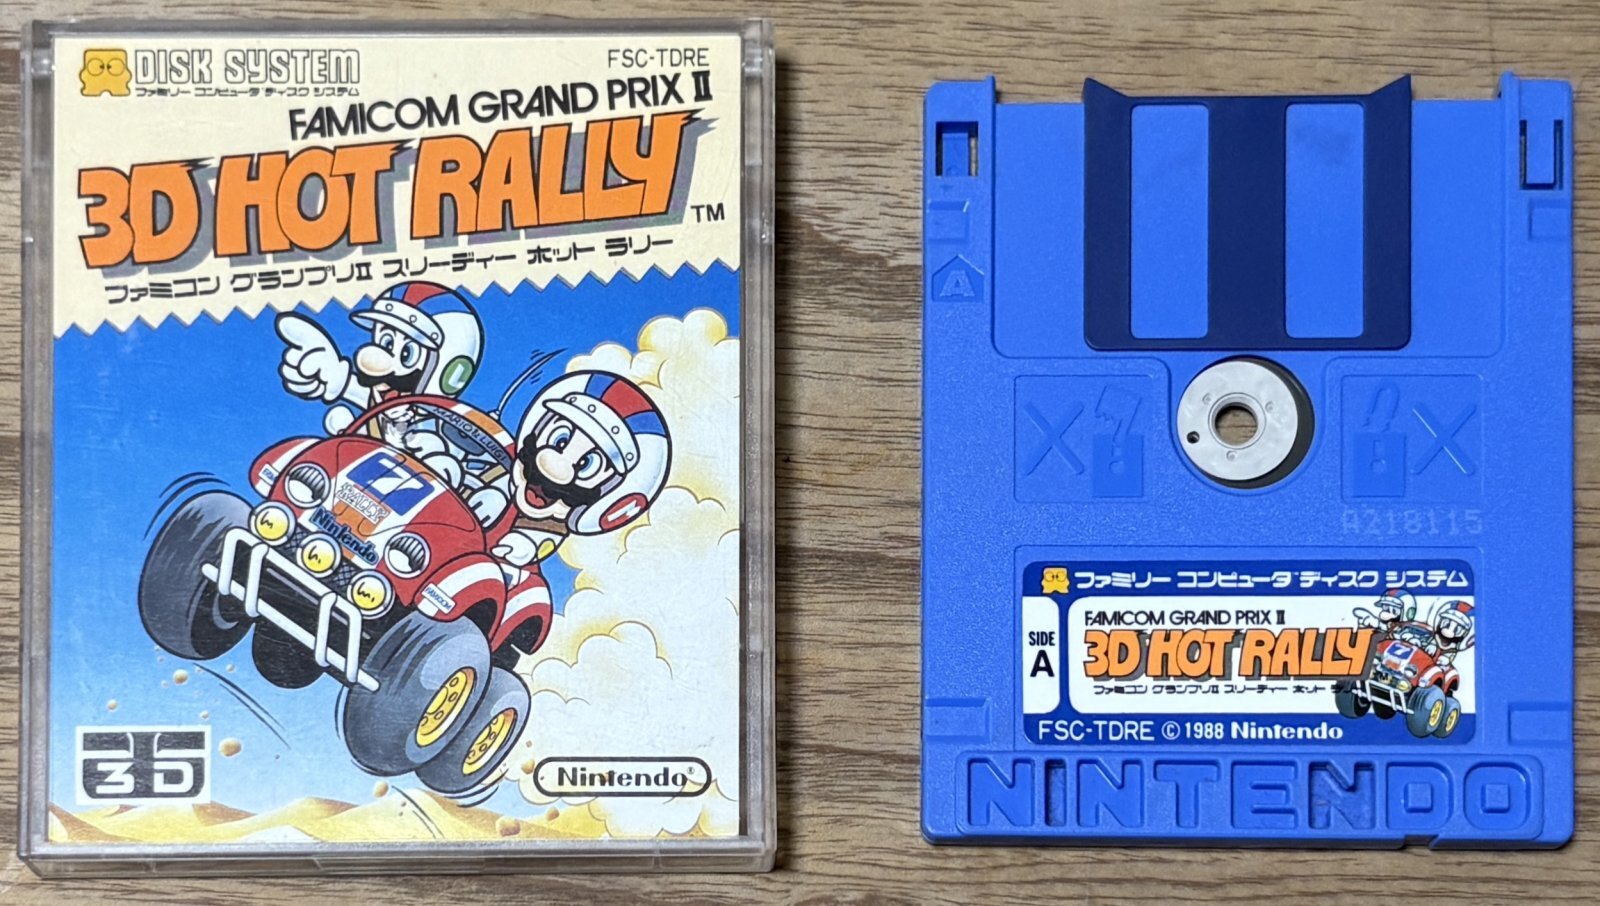 DISK SYSTEM
ファミリー コンピュータ ディスク システム
FSC-TDRE
FAMICOM GRAND PRIX II
3D HOT RALLY
TM
ファミコン グランプリII スリーディー ホット ラリー
L
MARIO & LUIGI
7
Nintendo
FAMICOM
M
3D
Nintendo®
A
A218115
ファミリー コンピュータ ディスク システム
SIDE
A
FAMICOM GRAND PRIX II
3D HOT RALLY
ファミコン グランプリII スリーディー ホット ラリー
FSC-TDRE © 1988 Nintendo
NINTENDO